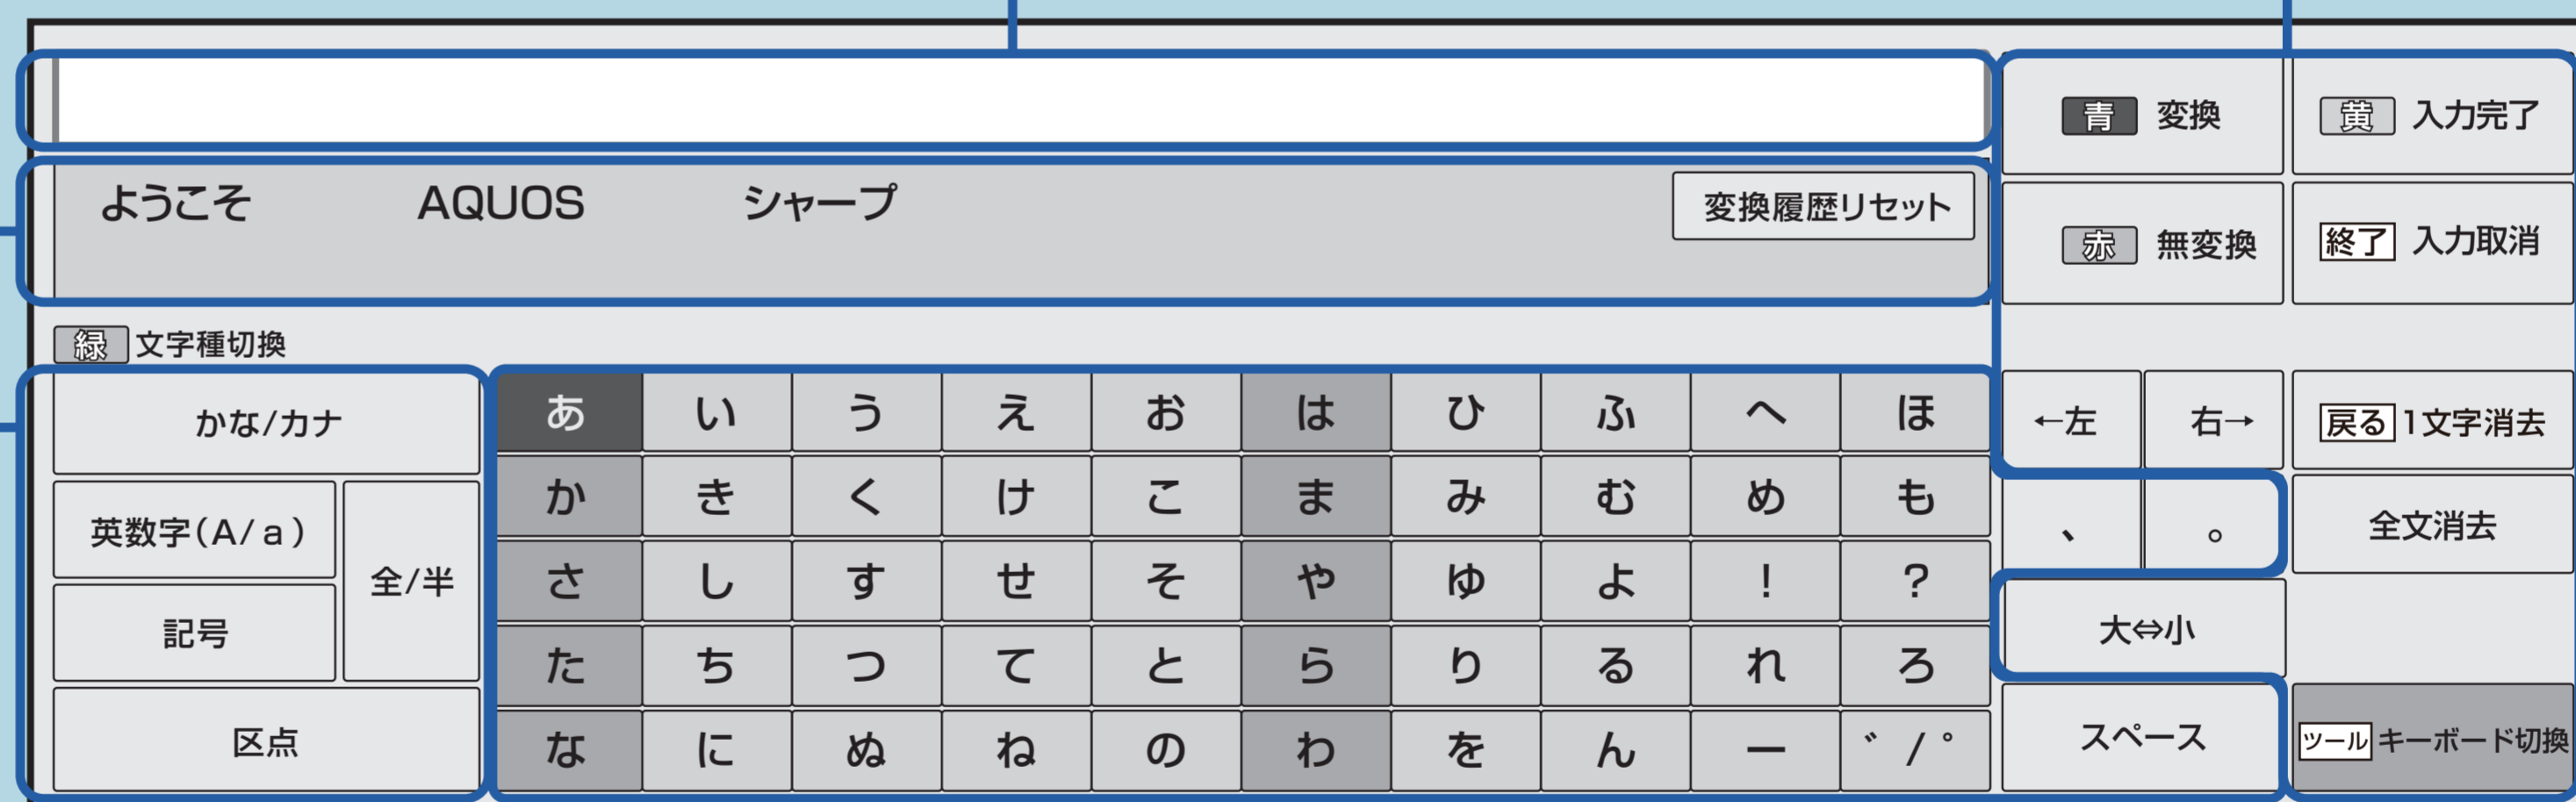 青 変換 黄 入力完了
ようこそ AQUOS シャープ 変換履歴リセット
赤 無変換 終了 入力取消
緑 文字種切換
かな/カナ あ い う え お は ひ ふ へ ほ ←左 右→ 戻る 1文字消去
英数字(A/a) か き く け こ ま み む め も 、 。 全文消去
全/半 さ し す せ そ や ゆ よ ! ? 大⇔小
記号 た ち つ て と ら り る れ ろ
区点 な に ぬ ね の わ を ん ー ゛/゜ スペース ツール キーボード切換